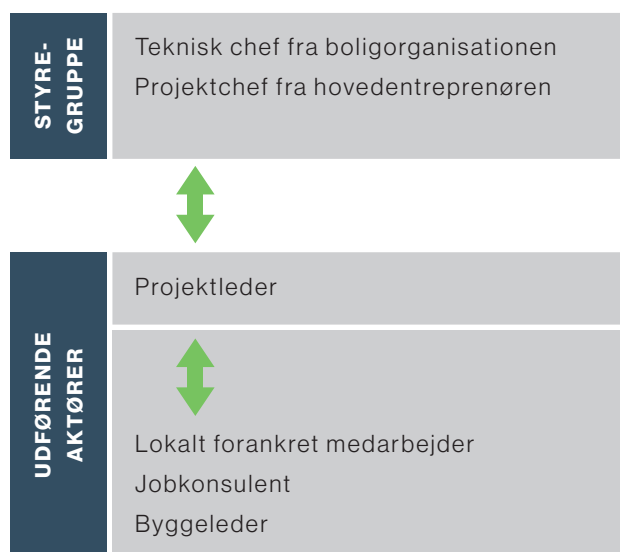 STYRE-
GRUPPE
Teknisk chef fra boligorganisationen
Projektchef fra hovedentreprenøren
UDFØRENDE
AKTØRER
Projektleder
Lokalt forankret medarbejder
Jobkonsulent
Byggeleder